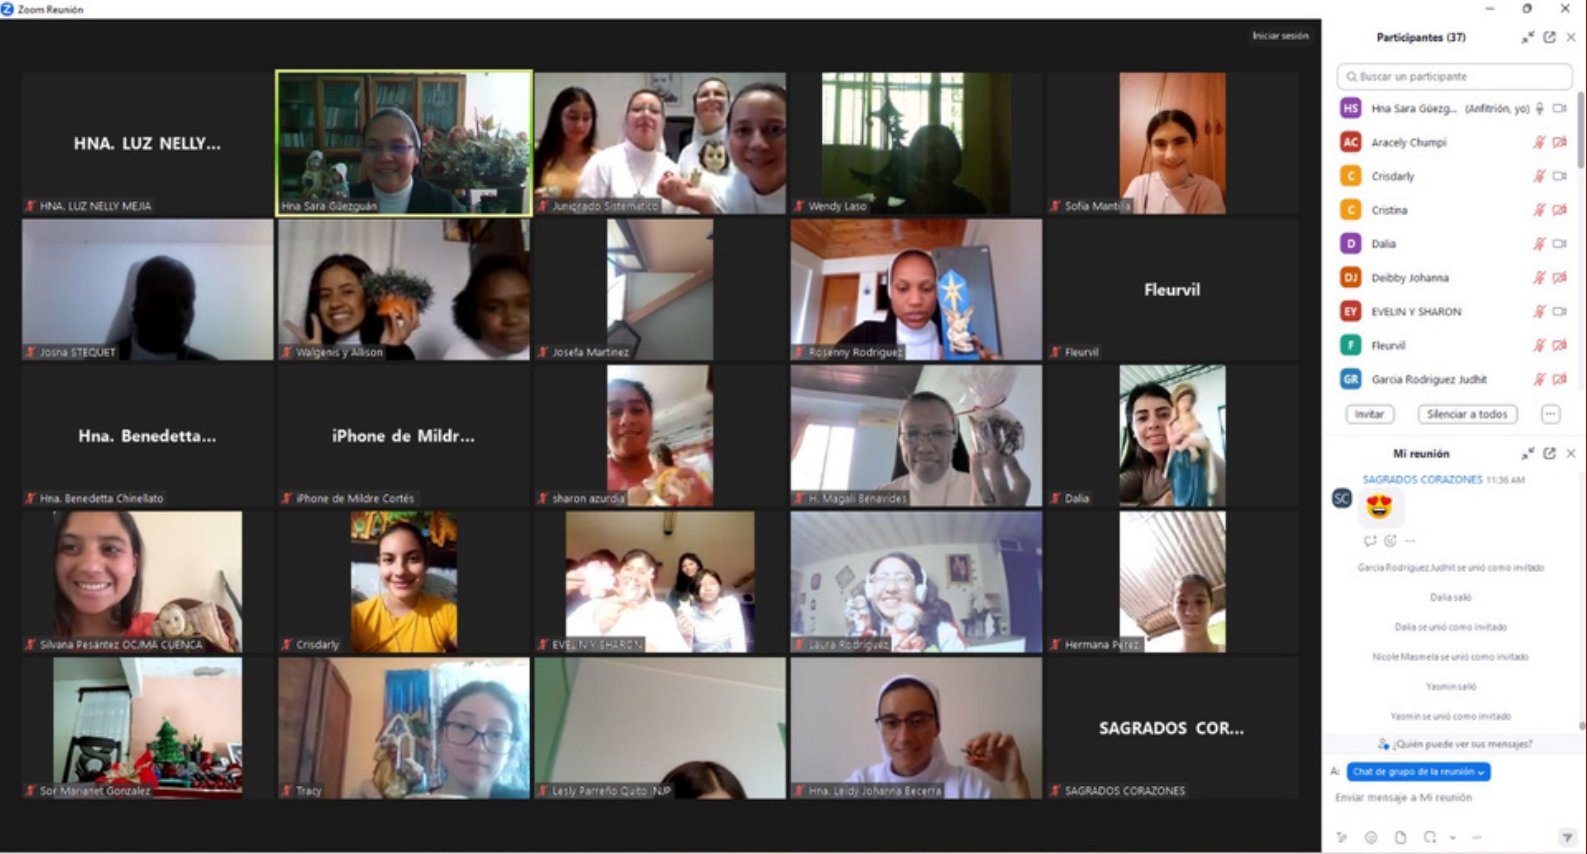 Zoom Reunión
Iniciar sesión
HNA. LUZ NELLY...
HNA. LUZ NELLY MEJIA
Hna Sara Güezguán
Juniorado Sistemático
Wendy Laso
Sofía Mantilla
Josna STEQUET
Walgenis y Allison
Josefa Martinez
Rosenny Rodriguez
Fleurvil
Fleurvil
Hna. Benedetta...
Hna. Benedetta Chinellato
iPhone de Mildr...
iPhone de Mildre Cortés
sharon azurdia
H. Magali Benavides
Dalia
Silvana Pesántez OCJMA CUENCA
Crisdarly
EVELIN Y SHARON
Laura Rodriguez
Hermana Perez
Sor Marianet Gonzalez
Tracy
Lesly Parreño Quito NJP
Hna. Leidy Johanna Becerra
SAGRADOS COR...
SAGRADOS CORAZONES
Participantes (37)
Buscar un participante
HS Hna Sara Güezg... (Anfitrión, yo)
AC Aracely Chumpi
C Crisdarly
C Cristina
D Dalia
DJ Deibby Johanna
EY EVELIN Y SHARON
F Fleurvil
GR Garcia Rodriguez Judhit
Invitar Silenciar a todos ...
Mi reunión
SAGRADOS CORAZONES 11:36 AM
SC
Garcia Rodriguez Judhit se unió como invitado
Dalia salió
Dalia se unió como invitado
Nicole Masmela se unió como invitado
Yasmin salió
Yasmin se unió como invitado
¿Quién puede ver sus mensajes?
A: Chat de grupo de la reunión
Enviar mensaje a Mi reunión